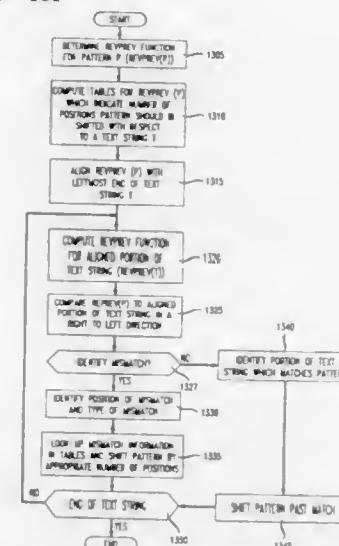 START
DETERMINE REVPREV FUNCTION
FOR PATTERN P (REVPREV(P))
1305
COMPUTE TABLES FOR REVPREV (P)
WHICH INDICATE NUMBER OF
POSITIONS PATTERN SHOULD IN
SHIFTED WITH RESPECT
TO A TEXT STRING T
1310
ALIGN REVPREV (P) WITH
LEFTMOST END OF TEXT
STRING T
1315
COMPUTE REVPREV FUNCTION
FOR ALIGNED PORTION OF
TEXT STRING (REVPREV(T))
1326
COMPARE REPREV(P) TO ALIGNED
PORTION OF TEXT STRING IN A
RIGHT TO LEFT DIRECTION
1325
IDENTIFY MISMATCH?
NO
1327
YES
1340
IDENTIFY PORTION OF TEXT
STRING WHICH MATCHES PATTERN
IDENTIFY POSITION OF MISMATCH
AND TYPE OF MISMATCH
1330
LOOK UP MISMATCH INFORMATION
IN TABLES AND SHIFT PATTERN BY
APPROPRIATE NUMBER OF POSITIONS
1335
NO
END OF TEXT STRING
1350
SHIFT PATTERN PAST MATCH
1345
YES
END